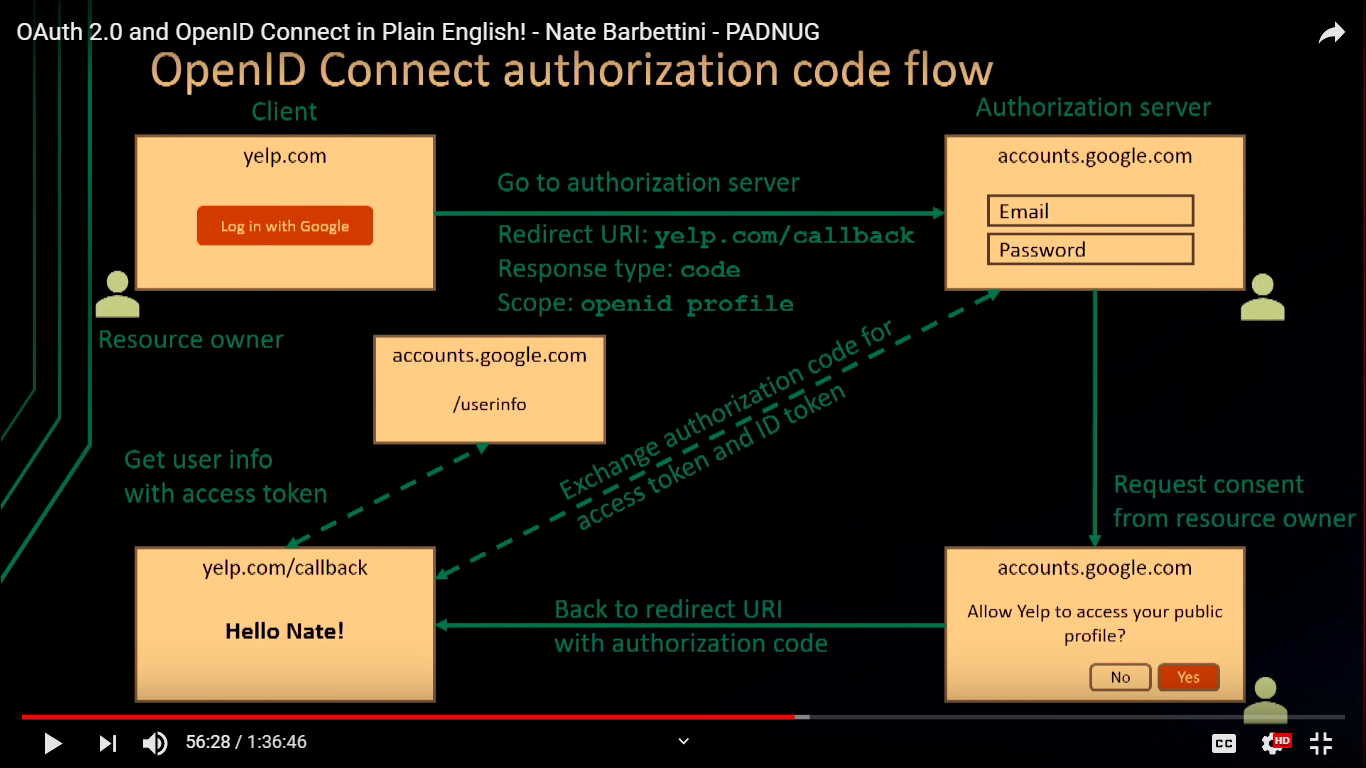 OAuth 2.0 and OpenID Connect in Plain English! - Nate Barbettini - PADNUG
OpenID Connect authorization code flow
Client
Authorization server
yelp.com
Log in with Google
Go to authorization server
Redirect URI: yelp.com/callback
Response type: code
Scope: openid profile
accounts.google.com
Email
Password
Resource owner
accounts.google.com
/userinfo
Exchange authorization code for
access token and ID token
Get user info
with access token
Request consent
from resource owner
yelp.com/callback
Hello Nate!
Back to redirect URI
with authorization code
accounts.google.com
Allow Yelp to access your public
profile?
No
Yes
56:28 / 1:36:46
CC
HD